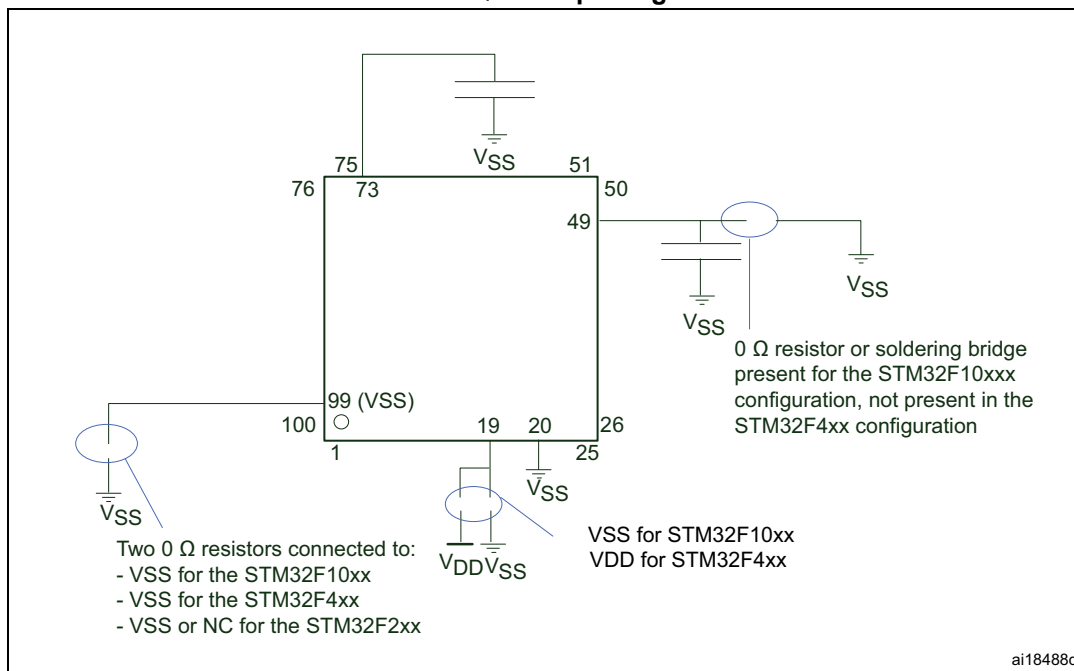 VSS
75
51
76
73
50
49
VSS
VSS
0 Ω resistor or soldering bridge
present for the STM32F10xxx
configuration, not present in the
STM32F4xx configuration
99 (VSS)
100
19
20
26
1
25
VSS
VSS
VDD VSS
VSS for STM32F10xx
VDD for STM32F4xx
Two 0 Ω resistors connected to:
- VSS for the STM32F10xx
- VSS for the STM32F4xx
- VSS or NC for the STM32F2xx